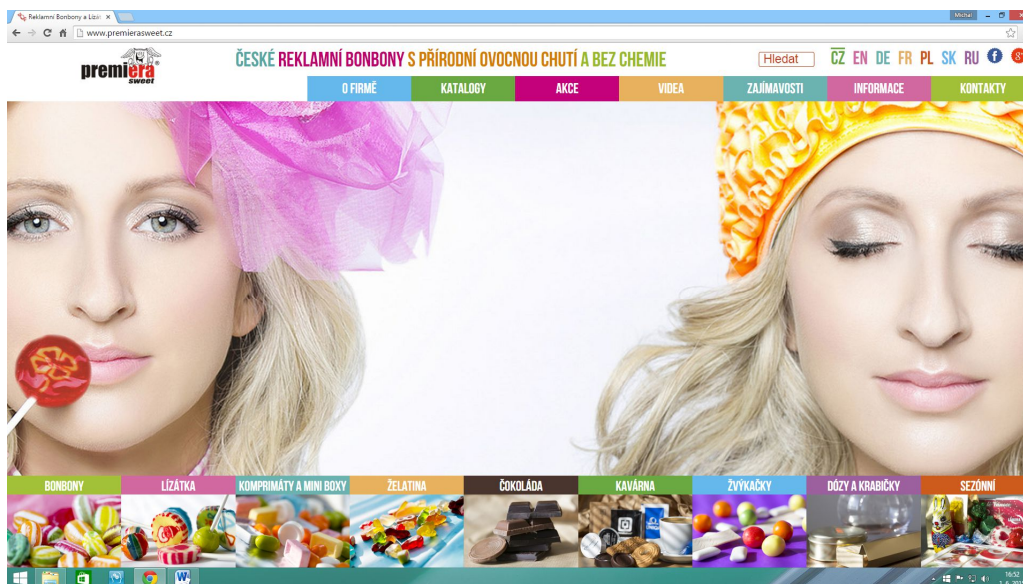 Reklamní Bonbony a Lízát
Michal
www.premierasweet.cz
premiera®
sweet
ČESKÉ REKLAMNÍ BONBONY S PŘÍRODNÍ OVOCNOU CHUTÍ A BEZ CHEMIE
Hledat
CZ EN DE FR PL SK RU
O FIRMĚ KATALOGY AKCE VIDEA ZAJÍMAVOSTI INFORMACE KONTAKTY
BONBONY LÍZÁTKA KOMPRIMÁTY A MINI BOXY ŽELATINA ČOKOLÁDA KAVÁRNA ŽVÝKAČKY DÓZY A KRABIČKY SEZÓNNÍ
16:52